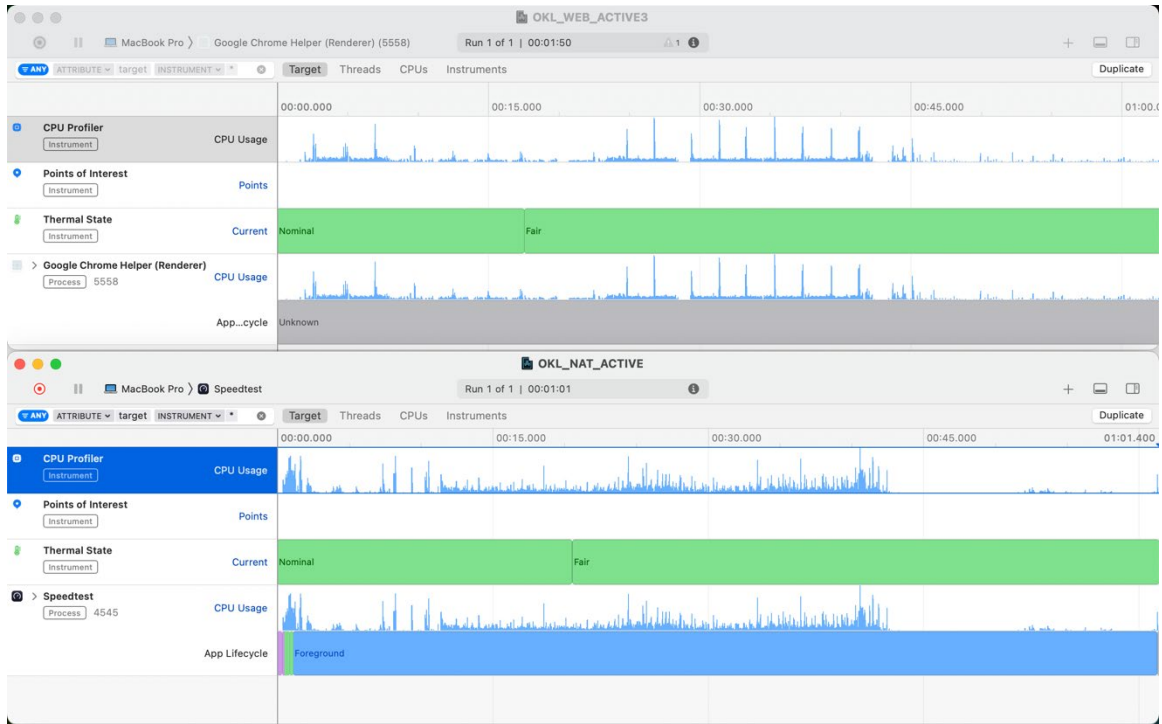 OKL_WEB_ACTIVE3
MacBook Pro 〉 Google Chrome Helper (Renderer) (5558)
Run 1 of 1 | 00:01:50
1
ANY ATTRIBUTE target INSTRUMENT *
Target Threads CPUs Instruments
Duplicate
00:00.000 00:15.000 00:30.000 00:45.000 01:00.0
CPU Profiler
Instrument
CPU Usage
Points of Interest
Instrument
Points
Thermal State
Instrument
Current
Nominal Fair
Google Chrome Helper (Renderer)
Process 5558
CPU Usage
App...cycle Unknown
OKL_NAT_ACTIVE
MacBook Pro 〉 Speedtest
Run 1 of 1 | 00:01:01
ANY ATTRIBUTE target INSTRUMENT *
Target Threads CPUs Instruments
Duplicate
00:00.000 00:15.000 00:30.000 00:45.000 01:01.400
CPU Profiler
Instrument
CPU Usage
Points of Interest
Instrument
Points
Thermal State
Instrument
Current
Nominal Fair
Speedtest
Process 4545
CPU Usage
App Lifecycle Foreground